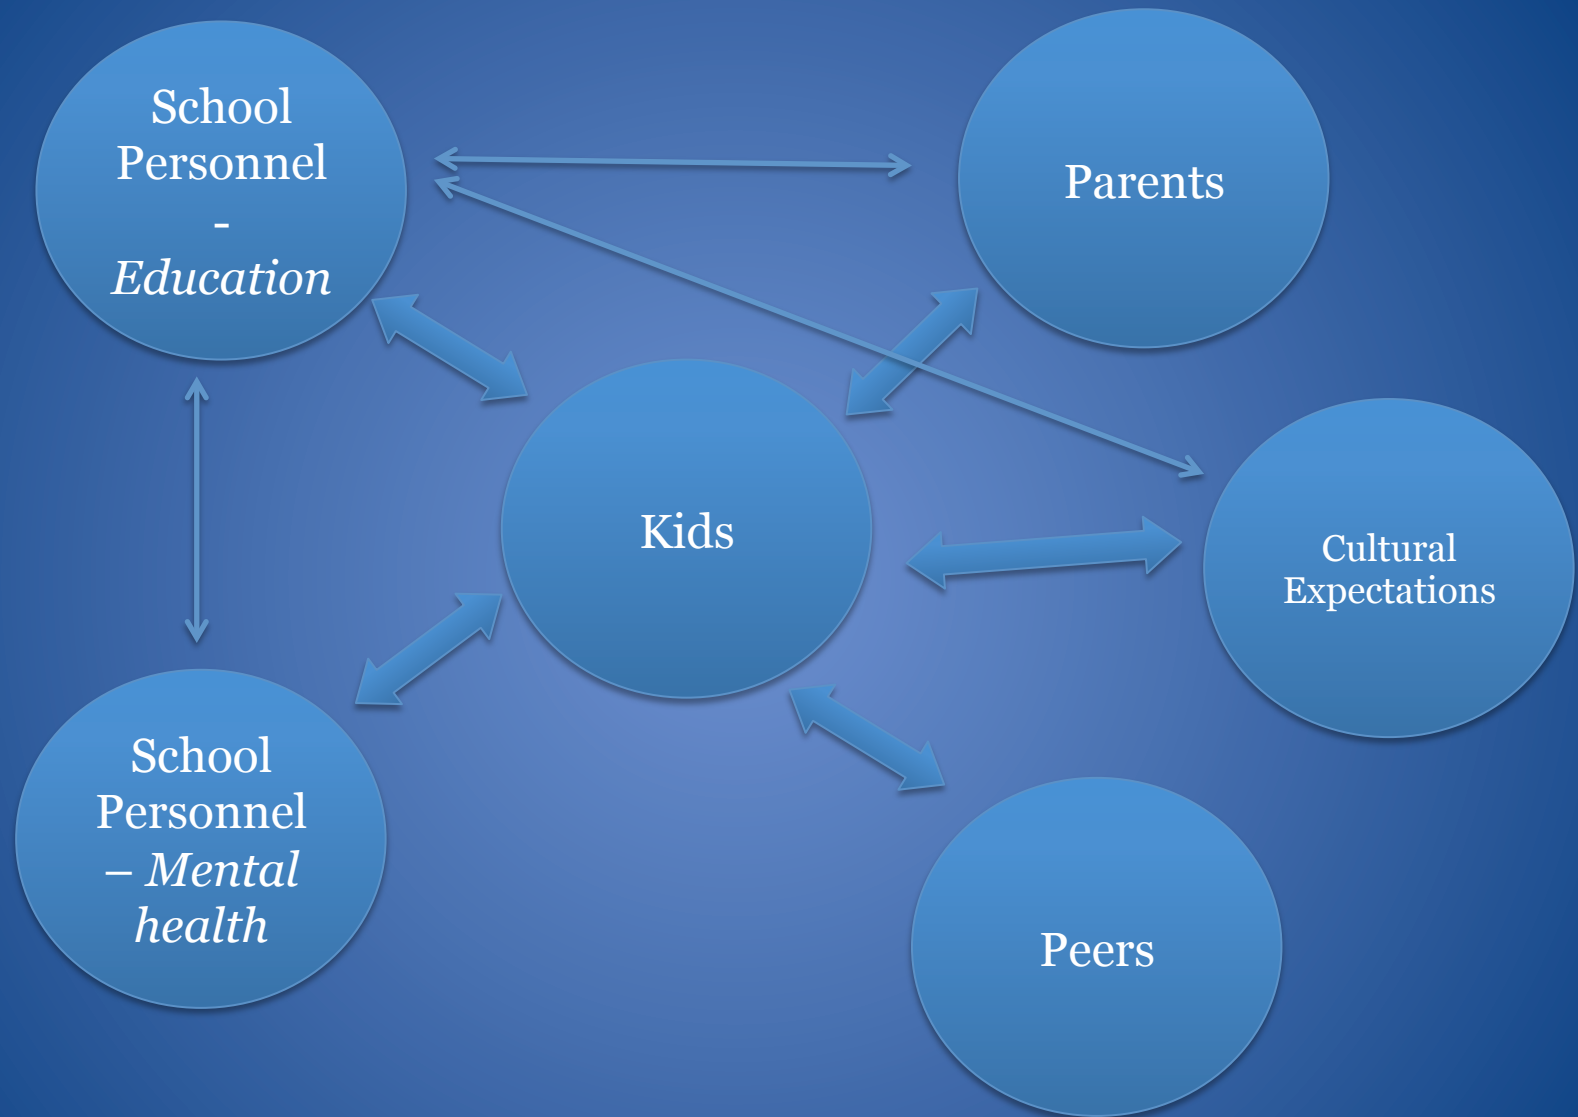 School
Personnel
-
Education
Parents
Kids
Cultural
Expectations
School
Personnel
– Mental
health
Peers